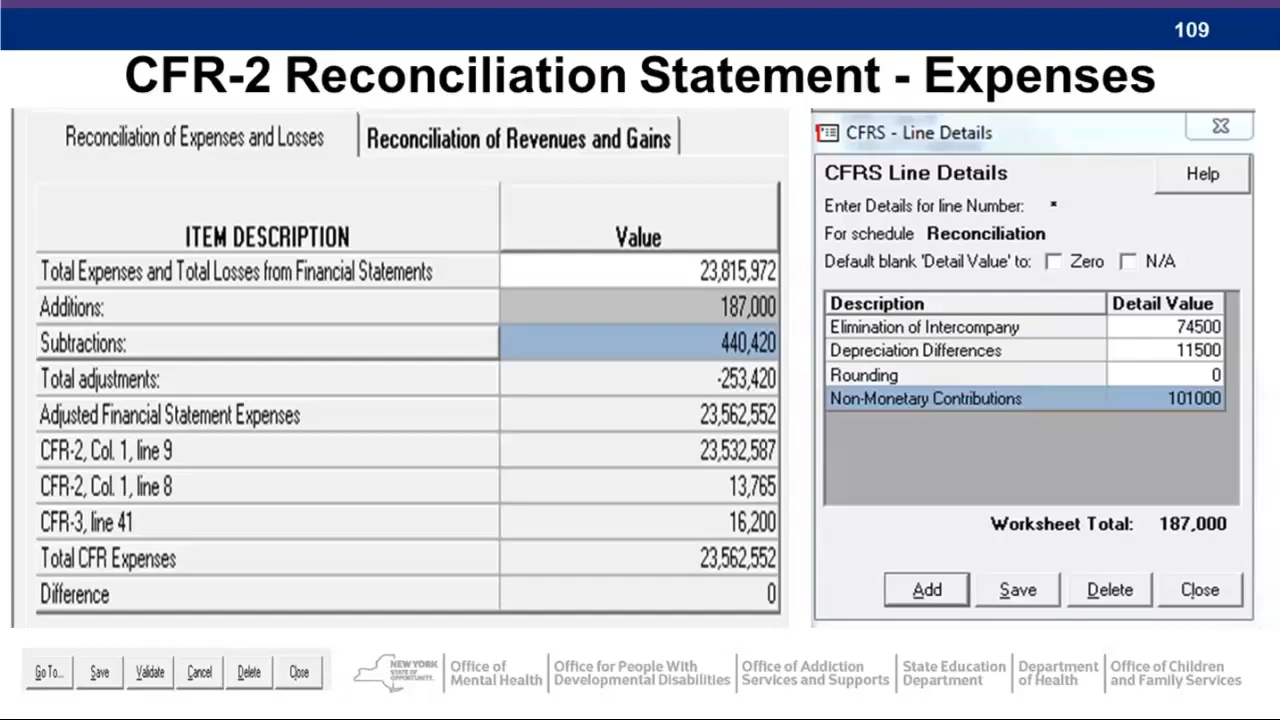 109
CFR-2 Reconciliation Statement - Expenses
Reconciliation of Expenses and Losses
Reconciliation of Revenues and Gains
ITEM DESCRIPTION Value
Total Expenses and Total Losses from Financial Statements 23,815,972
Additions: 187,000
Subtractions: 440,420
Total adjustments: -253,420
Adjusted Financial Statement Expenses 23,562,552
CFR-2, Col. 1, line 9 23,532,587
CFR-2, Col. 1, line 8 13,765
CFR-3, line 41 16,200
Total CFR Expenses 23,562,552
Difference 0
CFRS - Line Details
CFRS Line Details
Help
Enter Details for line Number: *
For schedule Reconciliation
Default blank 'Detail Value' to: Zero N/A
Description Detail Value
Elimination of Intercompany 74500
Depreciation Differences 11500
Rounding 0
Non-Monetary Contributions 101000
Worksheet Total: 187,000
Add Save Delete Close
Go To... Save Validate Cancel Delete Close
NEW YORK
STATE OF
OPPORTUNITY.
Office of
Mental Health
Office for People With
Developmental Disabilities
Office of Addiction
Services and Supports
State Education
Department
Department
of Health
Office of Children
and Family Services